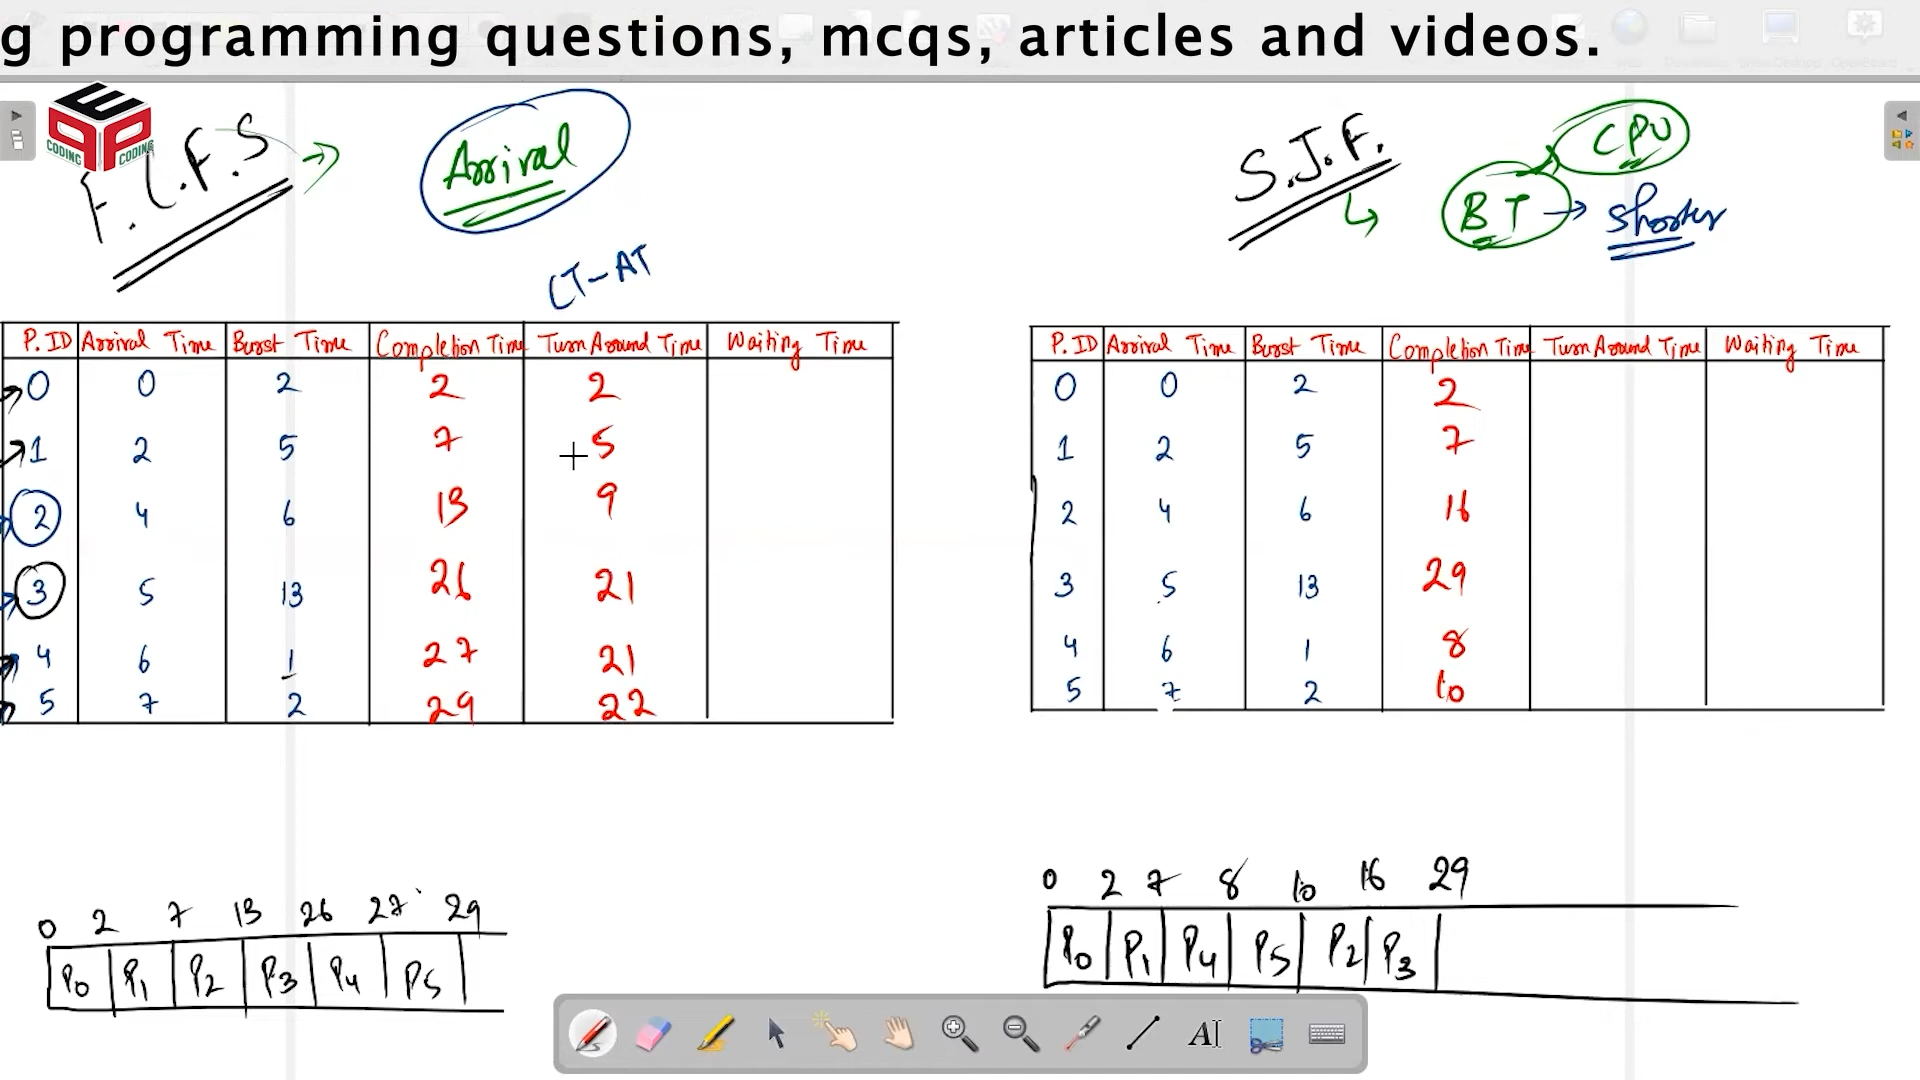 g programming questions, mcqs, articles and videos.
CODING CODING
F.C.F.S → Arrival
CT-AT
S.J.F. CPU
BT → Shorter
P.ID Arrival Time Burst Time Completion Time Turn Around Time Waiting Time
0 0 2 2 2
1 2 5 7 5
2 4 6 13 9
3 5 13 26 21
4 6 1 27 21
5 7 2 29 22
P.ID Arrival Time Burst Time Completion Time Turn Around Time Waiting Time
0 0 2 2
1 2 5 7
2 4 6 16
3 5 13 29
4 6 1 8
5 7 2 10
0 2 7 13 26 27 29
P0 P1 P2 P3 P4 P5
0 2 7 8 10 16 29
P0 P1 P4 P5 P2 P3